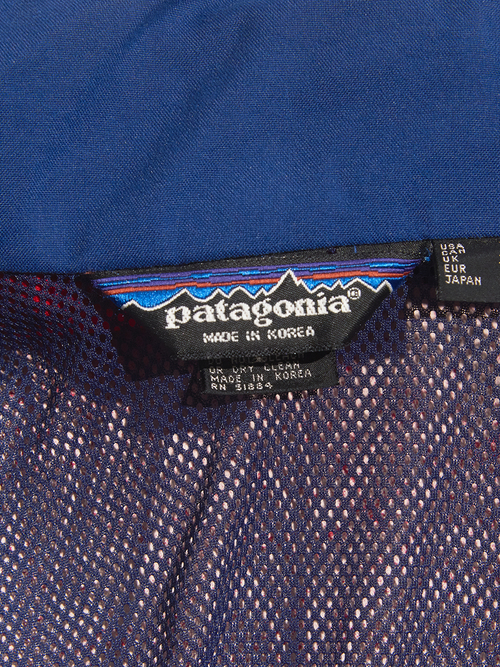 patagonia®
MADE IN KOREA
OR DRY CLEAN
MADE IN KOREA
RN 51884
USA
CAN
UK
EUR
JAPAN